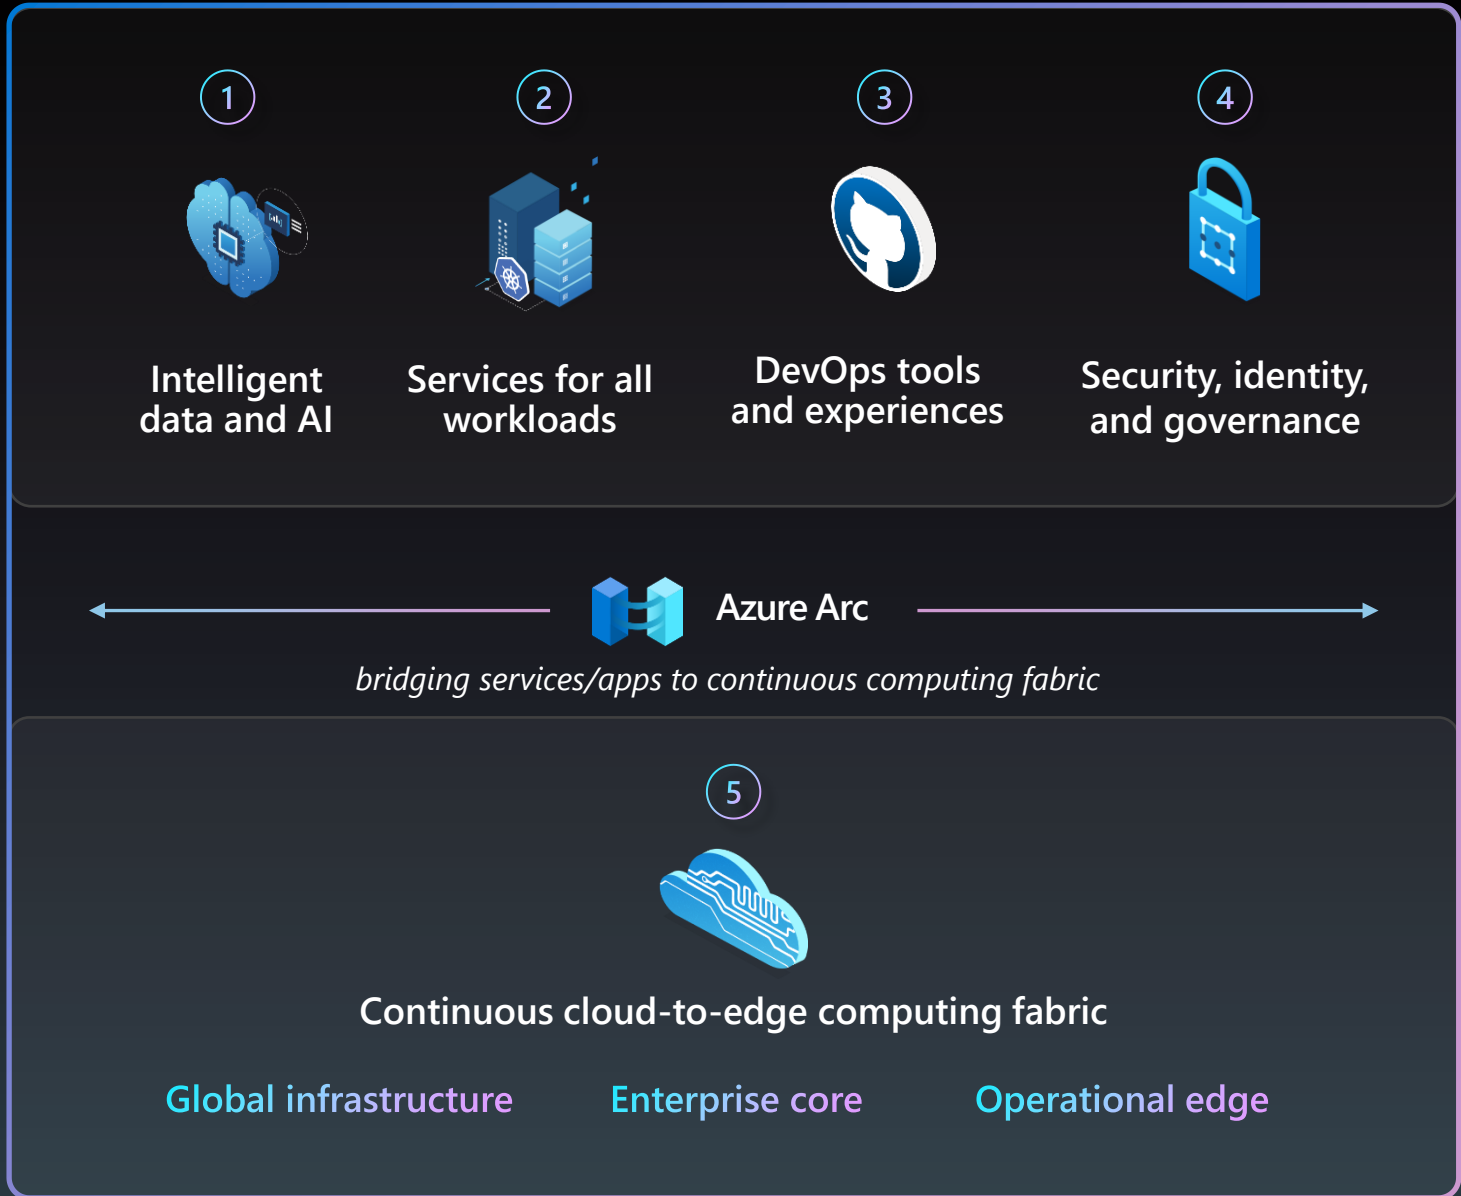 1
2
3
4
Intelligent
data and AI
Services for all
workloads
DevOps tools
and experiences
Security, identity,
and governance
Azure Arc
bridging services/apps to continuous computing fabric
5
Continuous cloud-to-edge computing fabric
Global infrastructure
Enterprise core
Operational edge